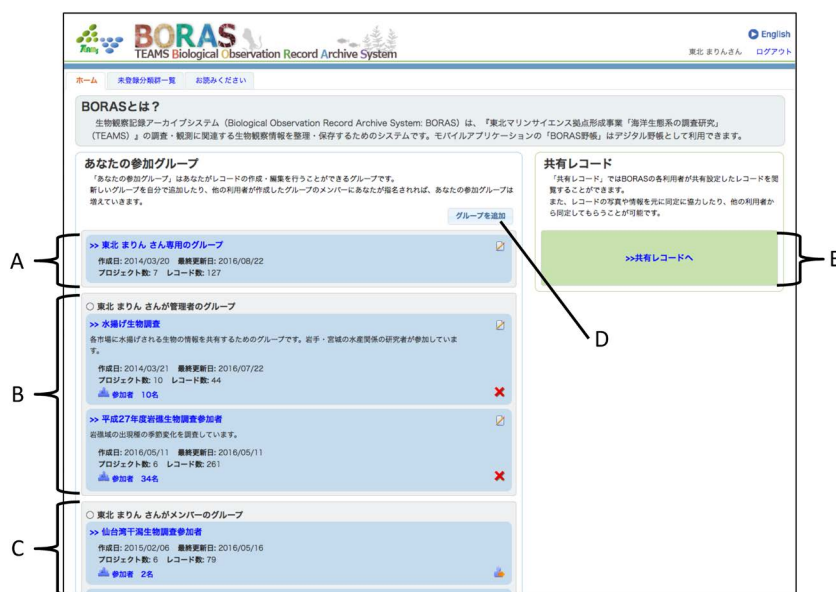 Teams
BORAS
TEAMS Biological Observation Record Archive System
English
東北 まりんさん ログアウト
ホーム 未登録分類群一覧 お読みください
BORASとは？
生物観察記録アーカイブシステム（Biological Observation Record Archive System: BORAS）は、『東北マリンサイエンス拠点形成事業「海洋生態系の調査研究」
（TEAMS）』の調査・観測に関連する生物観察情報を整理・保存するためのシステムです。モバイルアプリケーションの「BORAS野帳」はデジタル野帳として利用できます。
あなたの参加グループ
「あなたの参加グループ」はあなたがレコードの作成・編集を行うことができるグループです。
新しいグループを自分で追加したり、他の利用者が作成したグループのメンバーにあなたが指名されれば、あなたの参加グループは
増えていきます。
グループを追加
共有レコード
「共有レコード」ではBORASの各利用者が共有設定したレコードを閲
覧することができます。
また、レコードの写真や情報を元に同定に協力したり、他の利用者か
ら同定してもらうことが可能です。
>>共有レコードへ
A
>> 東北 まりん さん専用のグループ
作成日: 2014/03/20 最終更新日: 2016/08/22
プロジェクト数: 7 レコード数: 127
E
D
B
○ 東北 まりん さんが管理者のグループ
>> 水揚げ生物調査
各市場に水揚げされる生物の情報を共有するためのグループです。岩手・宮城の水産関係の研究者が参加していま
す。
作成日: 2014/03/21 最終更新日: 2016/07/22
プロジェクト数: 10 レコード数: 44
参加者 10名
>> 平成27年度岩礁生物調査参加者
岩礁域の出現種の季節変化を調査しています。
作成日: 2016/05/11 最終更新日: 2016/05/11
プロジェクト数: 6 レコード数: 261
参加者 34名
C
○ 東北 まりん さんがメンバーのグループ
>> 仙台湾干潟生物調査参加者
作成日: 2015/02/06 最終更新日: 2016/05/16
プロジェクト数: 6 レコード数: 79
参加者 2名